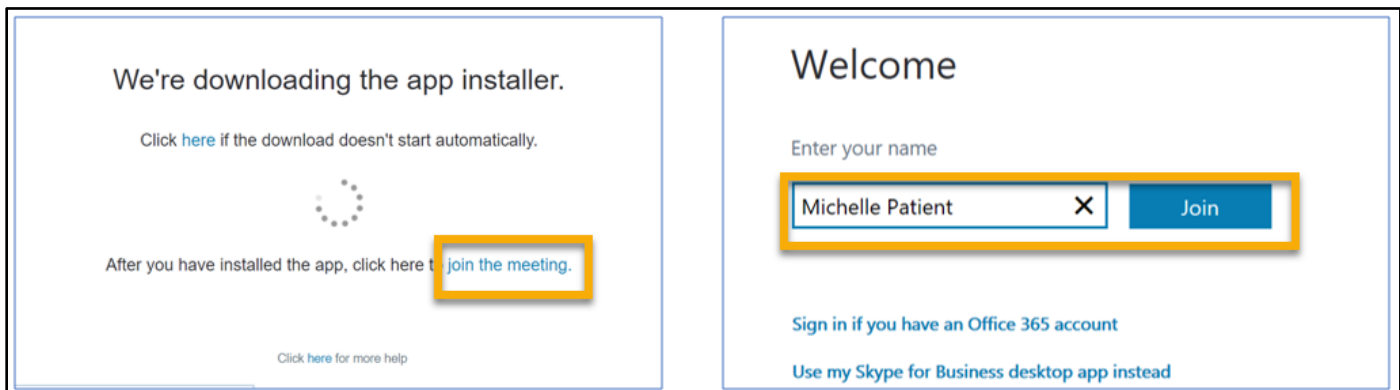 We're downloading the app installer.
Click here if the download doesn't start automatically.
After you have installed the app, click here t join the meeting.
Click here for more help
Welcome
Enter your name
Michelle Patient
Join
Sign in if you have an Office 365 account
Use my Skype for Business desktop app instead